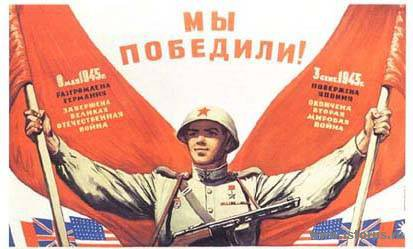 МЫ
ПОБЕДИЛИ!
9 МАЯ 1945г.
РАЗГРОМЛЕНА
ГЕРМАНИЯ
ЗАВЕРШЕНА
ВЕЛИКАЯ
ОТЕЧЕСТВЕННАЯ
ВОЙНА
3 СЕНТ. 1945г.
ПОВЕРЖЕНА
ЯПОНИЯ
ОКОНЧЕНА
ВТОРАЯ
МИРОВАЯ
ВОЙНА